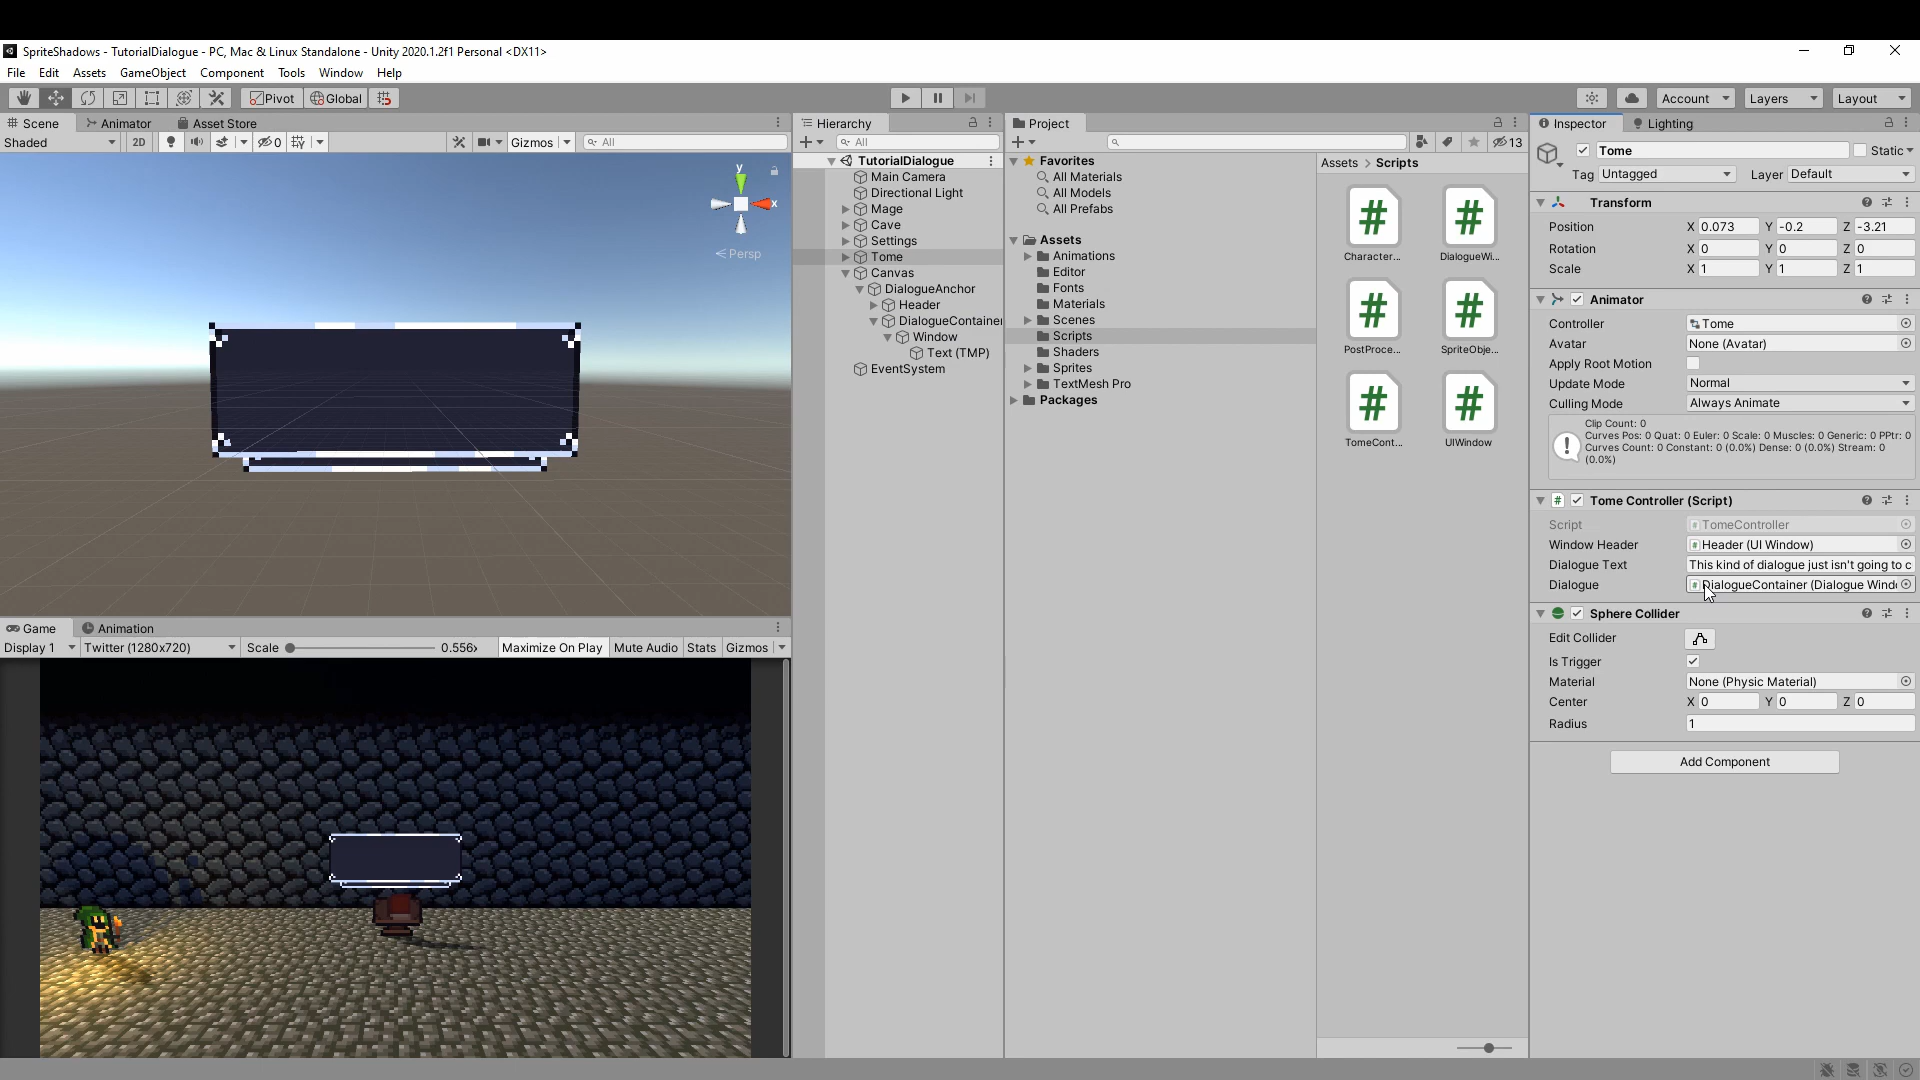 SpriteShadows - TutorialDialogue - PC, Mac & Linux Standalone - Unity 2020.1.2f1 Personal <DX11>
File Edit Assets GameObject Component Tools Window Help
Pivot Global Account Layers Layout
Scene Animator Asset Store
Shaded 2D 0 Gizmos All
y
x
Persp
Game Animation
Display 1 Twitter (1280x720) Scale 0.556x Maximize On Play Mute Audio Stats Gizmos
Hierarchy
All
TutorialDialogue
Main Camera
Directional Light
Mage
Cave
Settings
Tome
Canvas
DialogueAnchor
Header
DialogueContainer
Window
Text (TMP)
EventSystem
Project
13
Favorites
All Materials
All Models
All Prefabs
Assets
Animations
Editor
Fonts
Materials
Scenes
Scripts
Shaders
Sprites
TextMesh Pro
Packages
Assets > Scripts
Character... DialogueWi...
PostProce... SpriteObje...
TomeCont... UIWindow
Inspector Lighting
Tome Static
Tag Untagged Layer Default
Transform
Position X 0.073 Y -0.2 Z -3.21
Rotation X 0 Y 0 Z 0
Scale X 1 Y 1 Z 1
Animator
Controller Tome
Avatar None (Avatar)
Apply Root Motion
Update Mode Normal
Culling Mode Always Animate
Clip Count: 0
Curves Pos: 0 Quat: 0 Euler: 0 Scale: 0 Muscles: 0 Generic: 0 PPtr: 0
Curves Count: 0 Constant: 0 (0.0%) Dense: 0 (0.0%) Stream: 0
(0.0%)
Tome Controller (Script)
Script TomeController
Window Header Header (UI Window)
Dialogue Text This kind of dialogue just isn't going to c
Dialogue DialogueContainer (Dialogue Windo
Sphere Collider
Edit Collider
Is Trigger
Material None (Physic Material)
Center X 0 Y 0 Z 0
Radius 1
Add Component